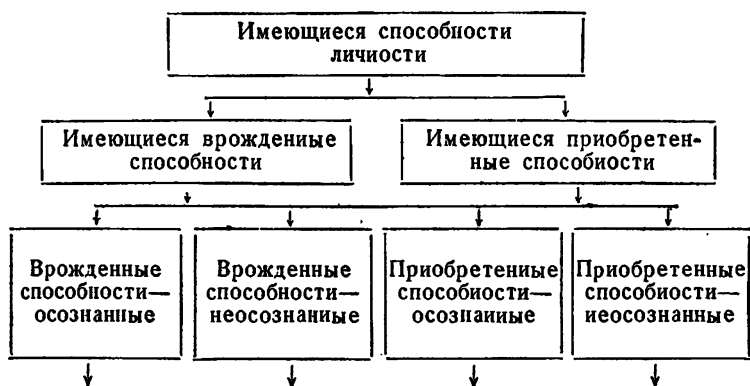 Имеющиеся способности
личности
Имеющиеся врожденные
способности
Имеющиеся приобретен-
ные способности
Врожденные
способности—
осознанные
Врожденные
способности—
неосознанные
Приобретенные
способности—
осознанные
Приобретенные
способности—
неосознанные